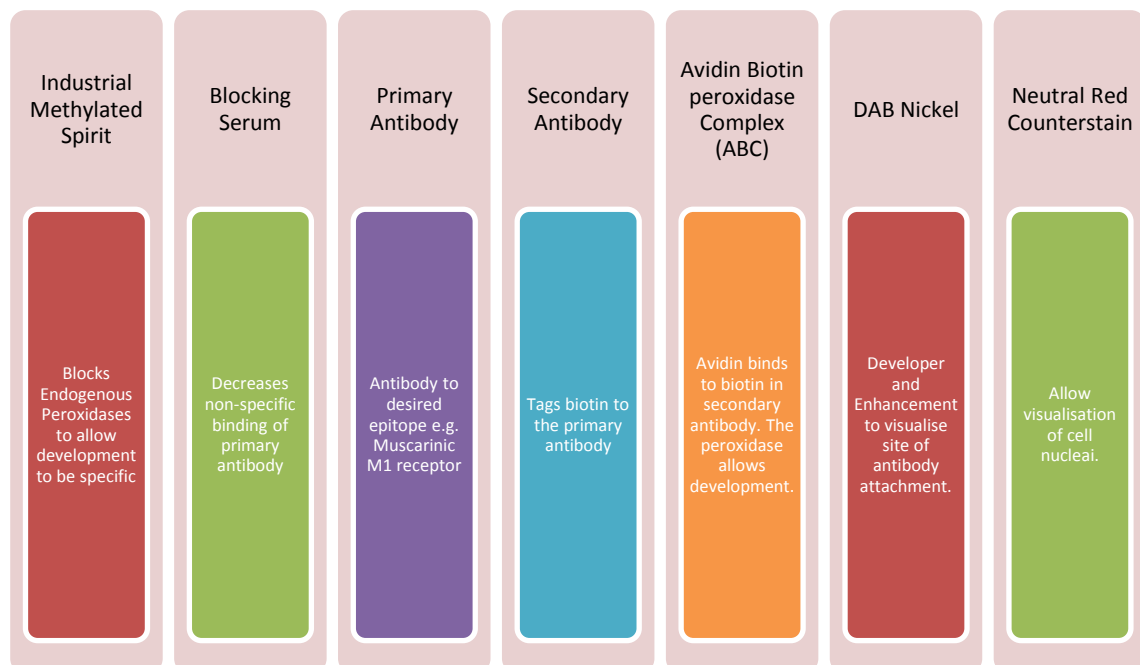 Industrial
Methylated
Spirit
Blocks
Endogenous
Peroxidases
to allow
development
to be specific
Blocking
Serum
Decreases
non-specific
binding of
primary
antibody
Primary
Antibody
Antibody to
desired
epitope e.g.
Muscarinic
M1 receptor
Secondary
Antibody
Tags biotin to
the primary
antibody
Avidin Biotin
peroxidase
Complex
(ABC)
Avidin binds
to biotin in
secondary
antibody. The
peroxidase
allows
development.
DAB Nickel
Developer
and
Enhancement
to visualise
site of
antibody
attachment.
Neutral Red
Counterstain
Allow
visualisation
of cell
nucleai.